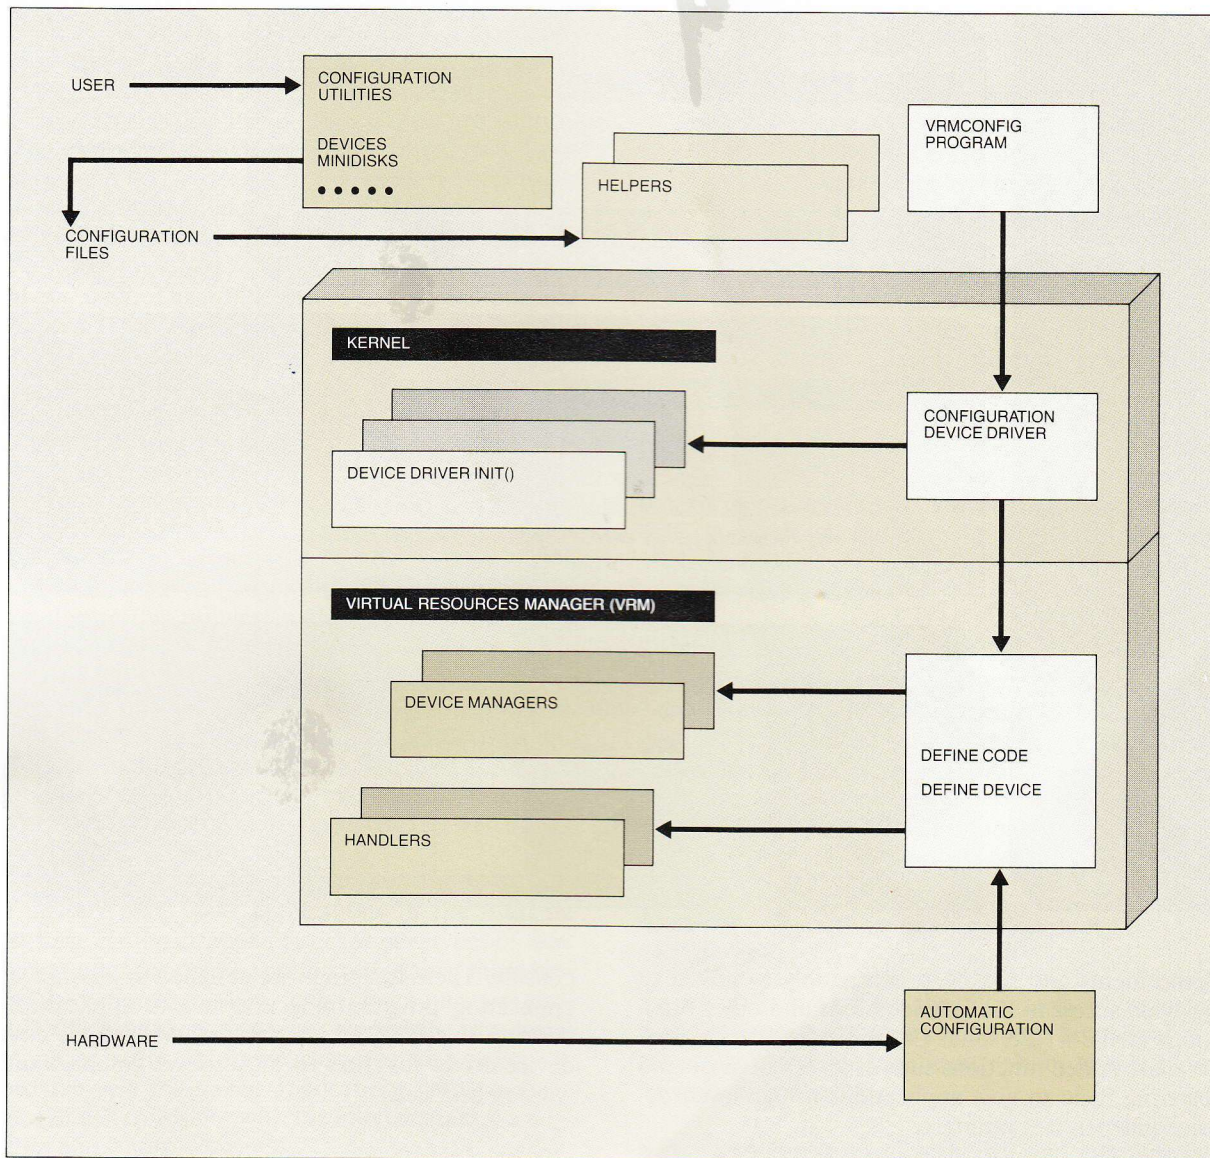 USER
CONFIGURATION
UTILITIES
DEVICES
MINIDISKS
CONFIGURATION
FILES
HELPERS
VRMCONFIG
PROGRAM
KERNEL
DEVICE DRIVER INIT()
CONFIGURATION
DEVICE DRIVER
VIRTUAL RESOURCES MANAGER (VRM)
DEVICE MANAGERS
DEFINE CODE
DEFINE DEVICE
HANDLERS
HARDWARE
AUTOMATIC
CONFIGURATION